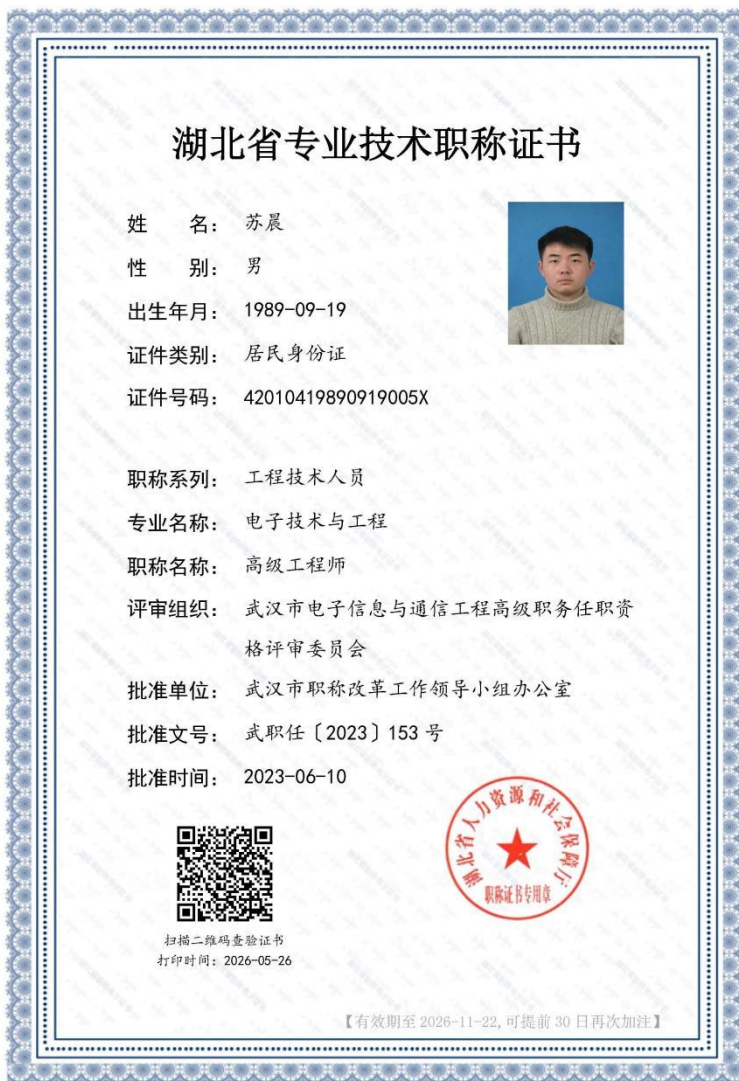 湖北省专业技术职称证书
姓 名： 苏晨
性 别： 男
出生年月： 1989-09-19
证件类别： 居民身份证
证件号码： 42010419890919005X
职称系列： 工程技术人员
专业名称： 电子技术与工程
职称名称： 高级工程师
评审组织： 武汉市电子信息与通信工程高级职务任职资
格评审委员会
批准单位： 武汉市职称改革工作领导小组办公室
批准文号： 武职任〔2023〕153 号
批准时间： 2023-06-10
湖北省人力资源和社会保障厅
职称证书专用章
扫描二维码查验证书
打印时间：2026-05-26
【有效期至 2026-11-22,可提前 30 日再次加注】